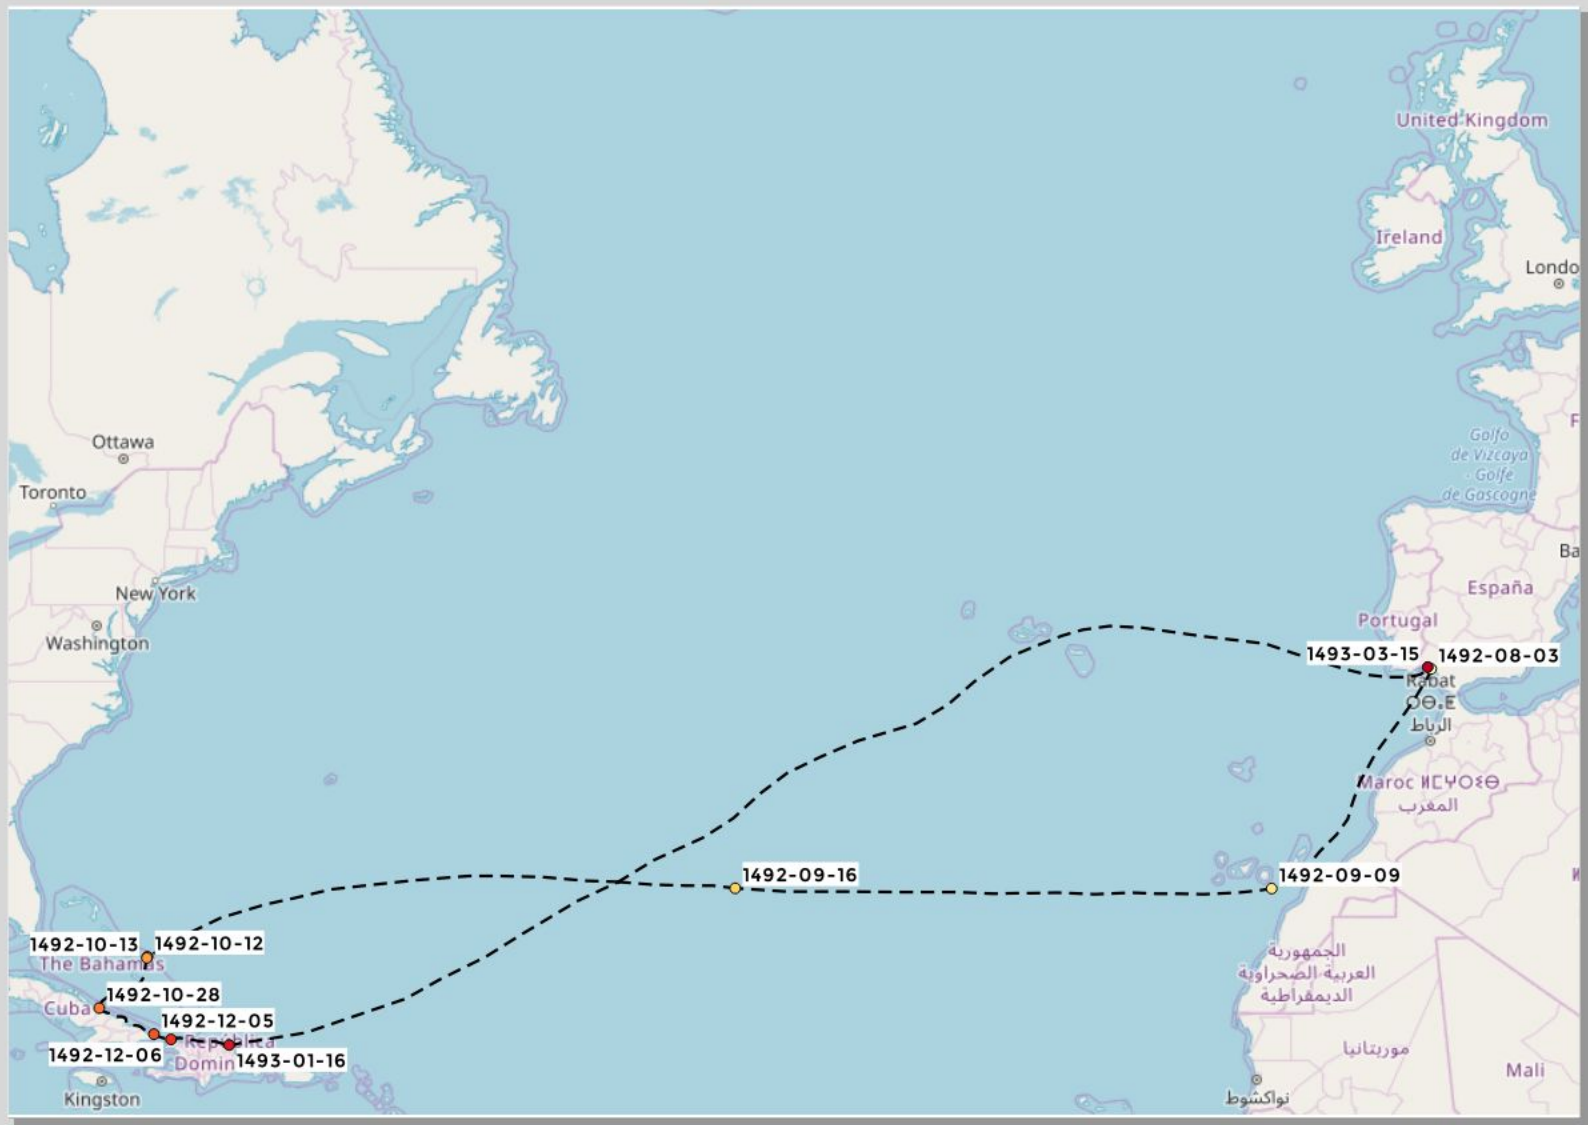 United Kingdom
Ireland
Londo
Golfo
de Vizcaya
- Golfe
de Gascogne
F
Ottawa
Toronto
New York
Washington
Ba
España
Portugal
1493-03-15
1492-08-03
Rabat
ⵔⴱⴰⵟ
الرباط
Maroc ⵍⵎⵖⵔⵉⴱ
المغرب
1492-09-16
1492-09-09
1492-10-13
1492-10-12
The Bahamas
1492-10-28
Cuba
1492-12-05
1492-12-06
República
Domin
1493-01-16
Kingston
الجمهورية
العربية الصحراوية
الديمقراطية
موريتانيا
Mali
نواكشوط